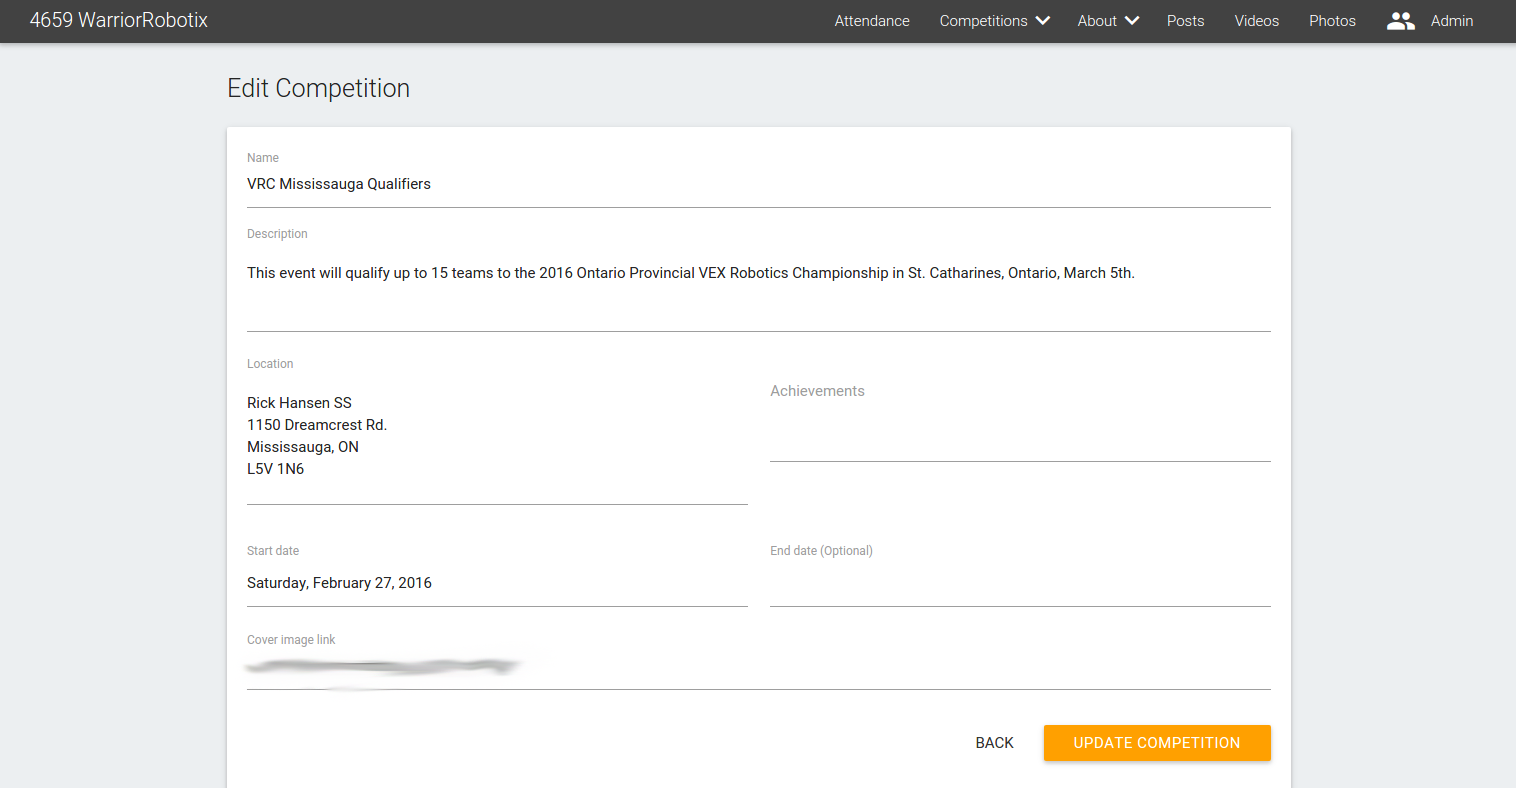 4659 WarriorRobotix
Attendance Competitions About Posts Videos Photos Admin
Edit Competition
Name
VRC Mississauga Qualifiers
Description
This event will qualify up to 15 teams to the 2016 Ontario Provincial VEX Robotics Championship in St. Catharines, Ontario, March 5th.
Location
Rick Hansen SS
1150 Dreamcrest Rd.
Mississauga, ON
L5V 1N6
Achievements
Start date
Saturday, February 27, 2016
End date (Optional)
Cover image link
BACK
UPDATE COMPETITION